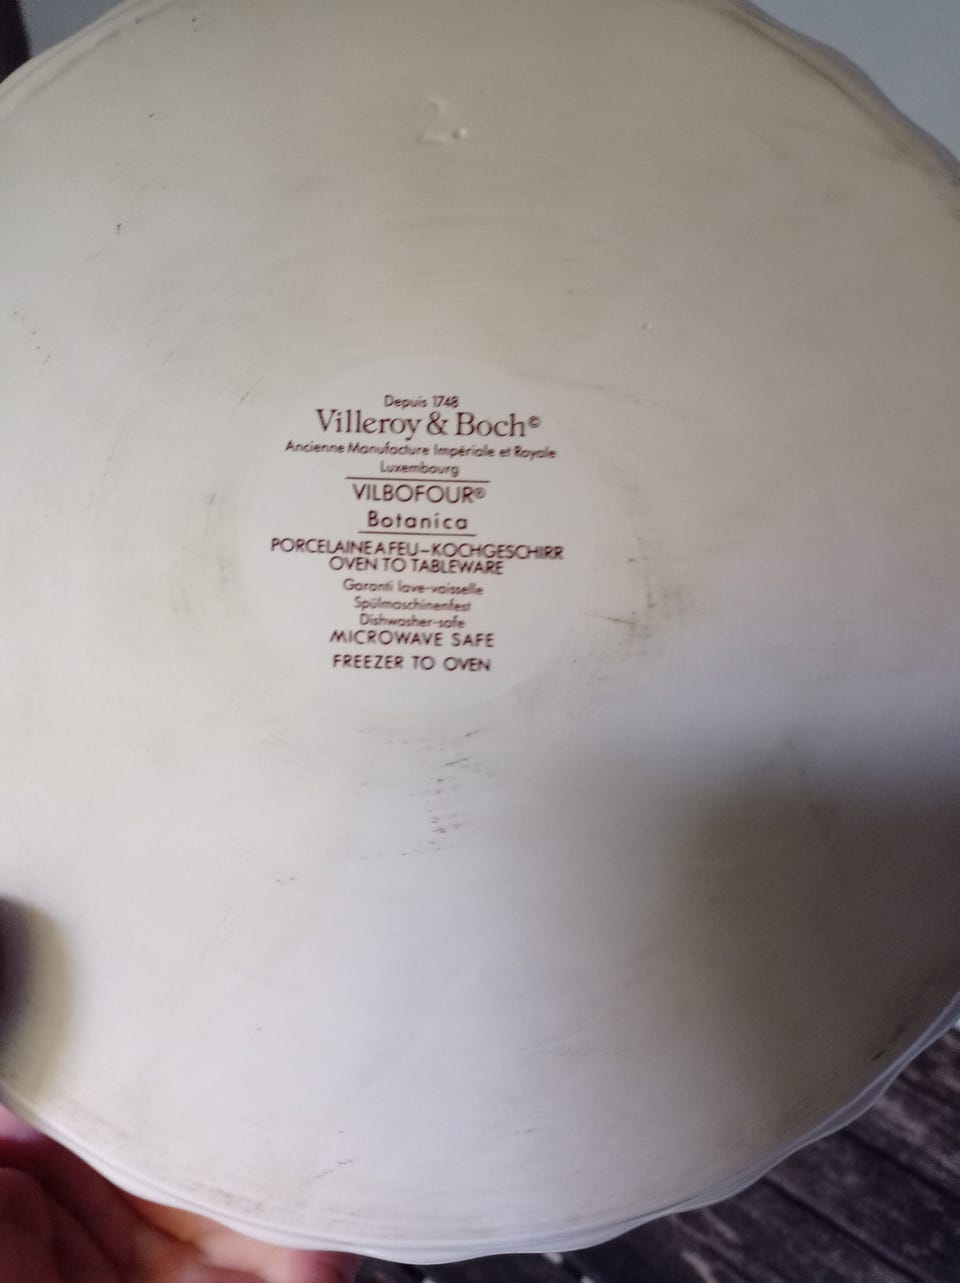 2.
Depuis 1748
Villeroy & Boch©
Ancienne Manufacture Impériale et Royale
Luxembourg
VILBOFOUR®
Botanica
PORCELAINE A FEU–KOCHGESCHIRR
OVEN TO TABLEWARE
Garanti lave-vaisselle
Spülmaschinenfest
Dishwasher-safe
MICROWAVE SAFE
FREEZER TO OVEN